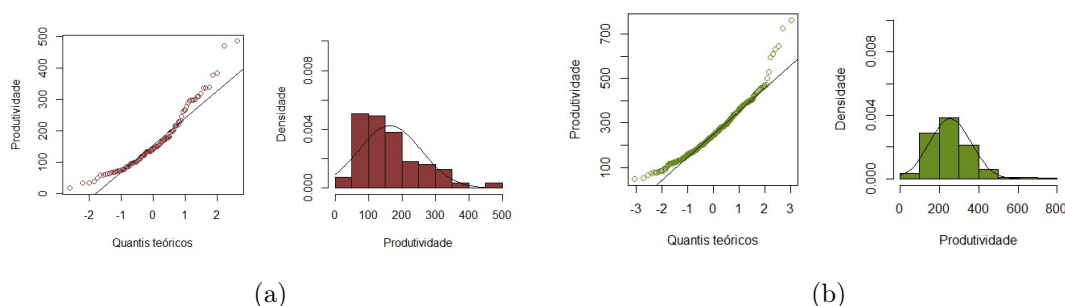 Produtividade
0 100 200 300 400 500
-2 -1 0 1 2
Quantis teóricos
Densidade
0.000 0.004 0.008
0 100 200 300 400 500
Produtividade
(a)
Produtividade
100 300 500 700
-3 -2 -1 0 1 2 3
Quantis teóricos
Densidade
0.000 0.004 0.008
0 200 400 600 800
Produtividade
(b)